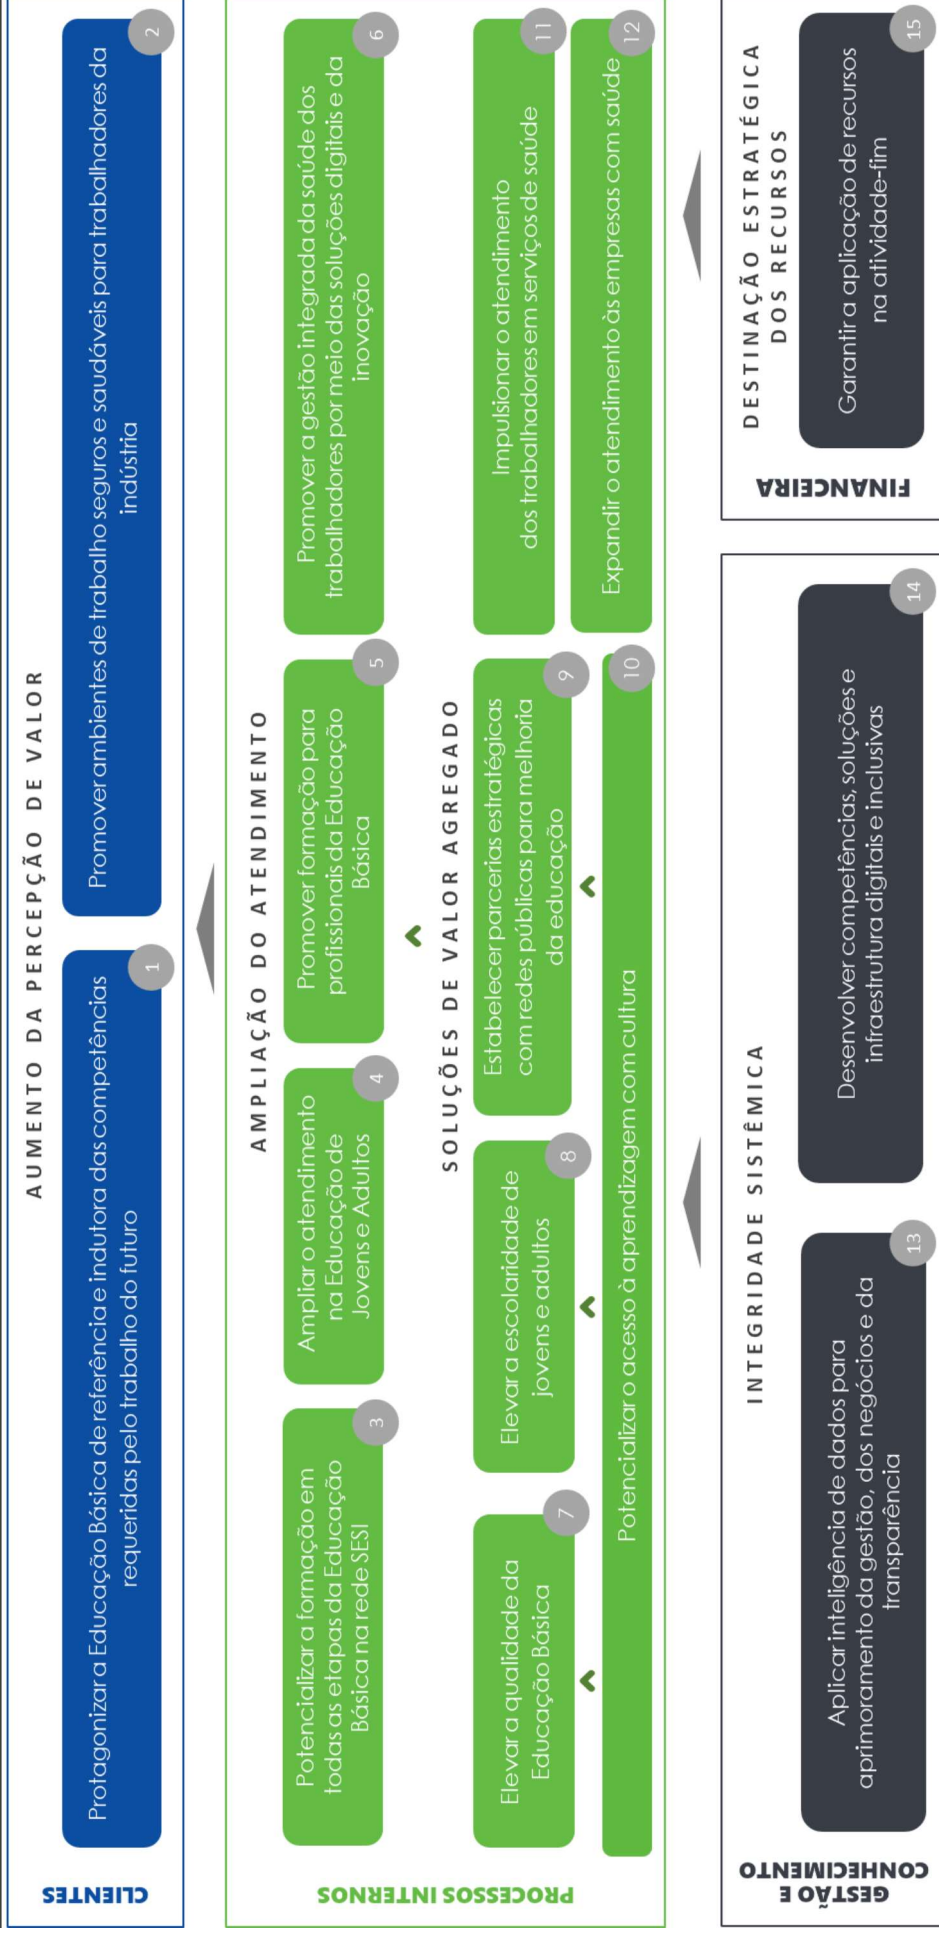 CLIENTES
AUMENTO DA PERCEPÇÃO DE VALOR
Protagonizar a Educação Básica de referência e indutora das competências
requeridas pelo trabalho do futuro
1
Promover ambientes de trabalho seguros e saudáveis para trabalhadores da
indústria
2
PROCESSOS INTERNOS
AMPLIAÇÃO DO ATENDIMENTO
Potencializar a formação em
todas as etapas da Educação
Básica na rede SESI
3
Ampliar o atendimento
na Educação de
Jovens e Adultos
4
Promover formação para
profissionais da Educação
Básica
5
Promover a gestão integrada da saúde dos
trabalhadores por meio das soluções digitais e da
inovação
6
SOLUÇÕES DE VALOR AGREGADO
Elevar a qualidade da
Educação Básica
7
Elevar a escolaridade de
jovens e adultos
8
Estabelecer parcerias estratégicas
com redes públicas para melhoria
da educação
9
Potencializar o acesso à aprendizagem com cultura
10
Impulsionar o atendimento
dos trabalhadores em serviços de saúde
11
Expandir o atendimento às empresas com saúde
12
GESTÃO E
CONHECIMENTO
INTEGRIDADE SISTÊMICA
Aplicar inteligência de dados para
aprimoramento da gestão, dos negócios e da
transparência
13
Desenvolver competências, soluções e
infraestrutura digitais e inclusivas
14
FINANCEIRA
DESTINAÇÃO ESTRATÉGICA
DOS RECURSOS
Garantir a aplicação de recursos
na atividade-fim
15